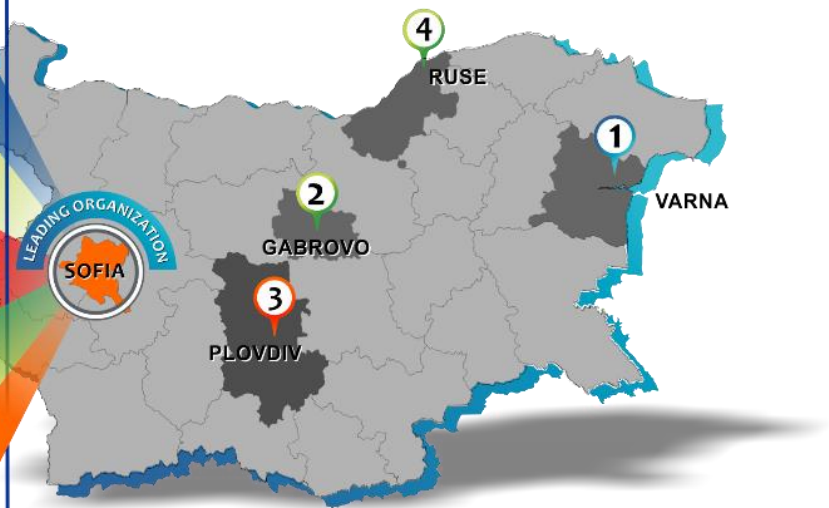 4
RUSE
1
VARNA
2
GABROVO
LEADING ORGANIZATION
SOFIA
3
PLOVDIV